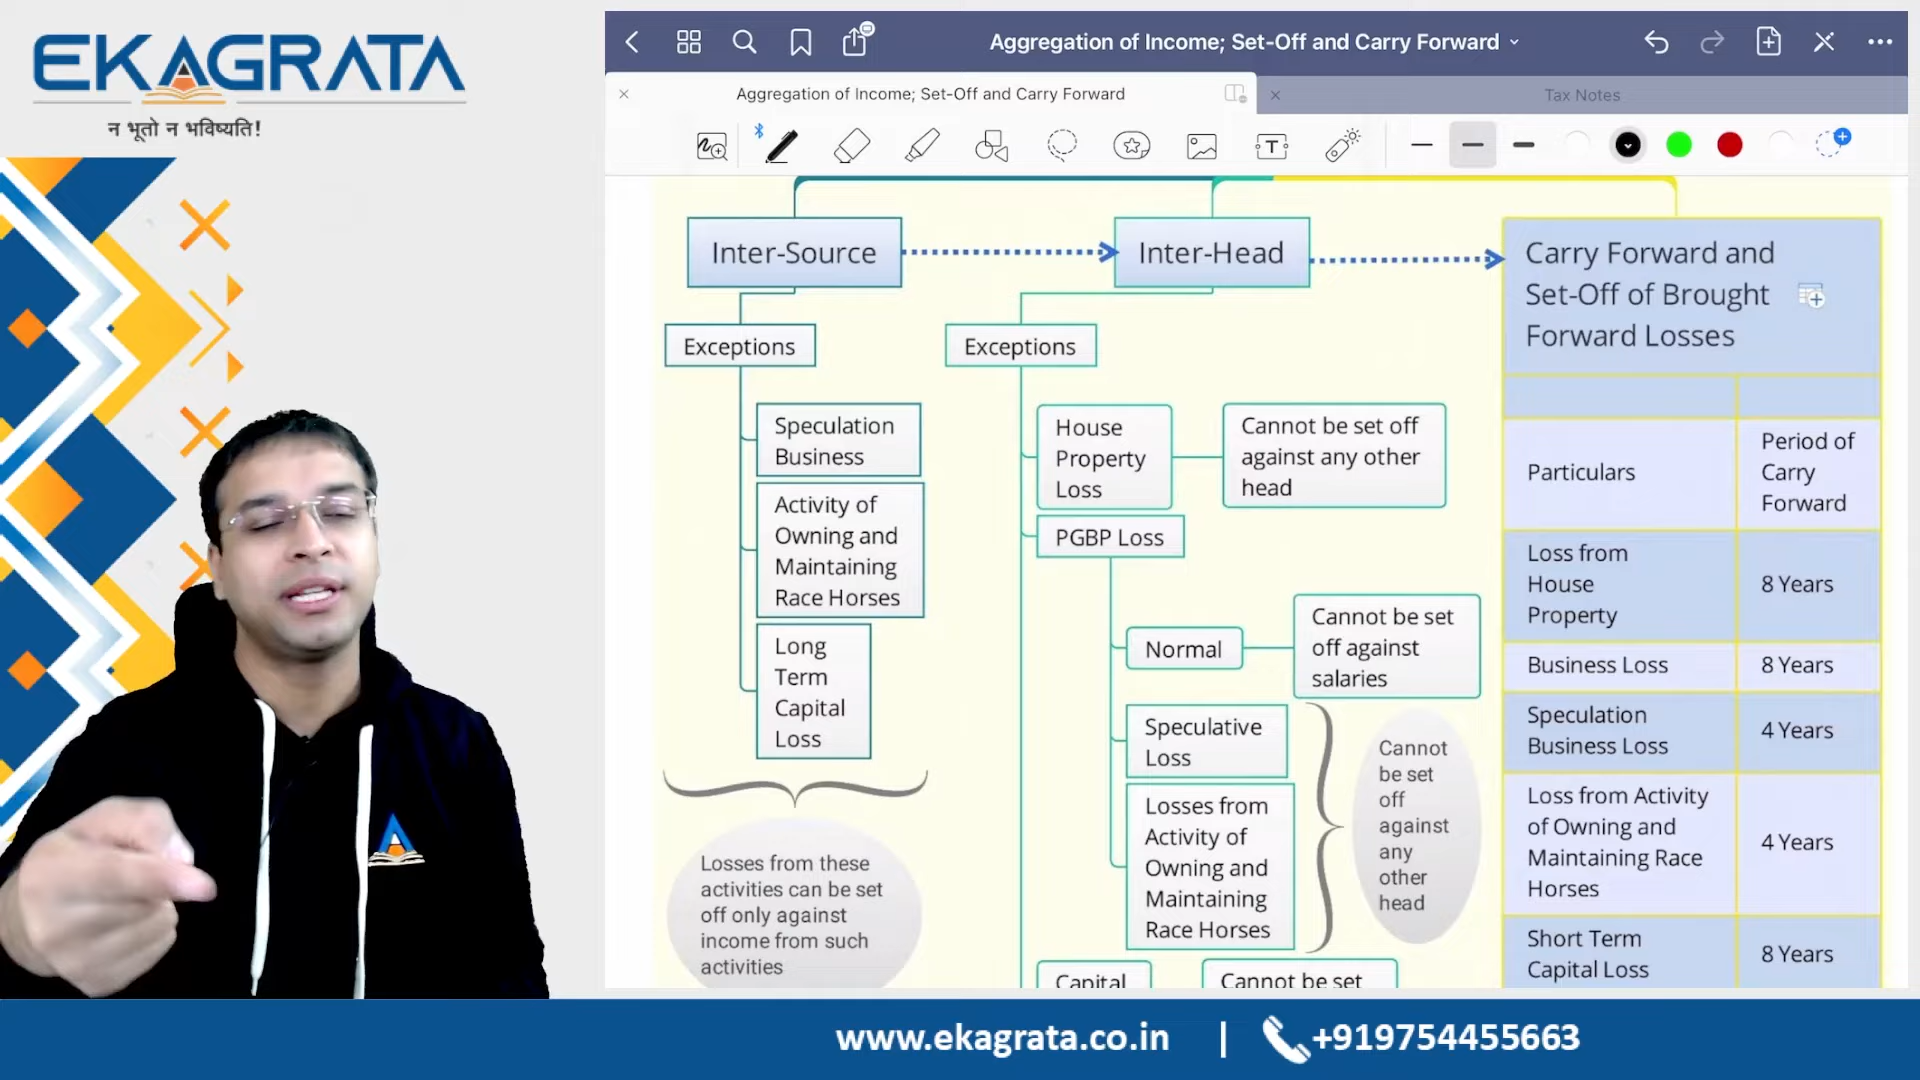 EKAGRATA
न भूतो न भविष्यति!
Aggregation of Income; Set-Off and Carry Forward
Aggregation of Income; Set-Off and Carry Forward
Tax Notes
T
Inter-Source
Inter-Head
Carry Forward and
Set-Off of Brought
Forward Losses
Exceptions
Exceptions
Speculation
Business
Activity of
Owning and
Maintaining
Race Horses
Long
Term
Capital
Loss
Losses from these
activities can be set
off only against
income from such
activities
House
Property
Loss
Cannot be set off
against any other
head
PGBP Loss
Normal
Cannot be set
off against
salaries
Speculative
Loss
Losses from
Activity of
Owning and
Maintaining
Race Horses
Cannot
be set
off
against
any
other
head
Capital
Cannot be set
Particulars
Period of
Carry
Forward
Loss from
House
Property
8 Years
Business Loss
8 Years
Speculation
Business Loss
4 Years
Loss from Activity
of Owning and
Maintaining Race
Horses
4 Years
Short Term
Capital Loss
8 Years
www.ekagrata.co.in | +919754455663